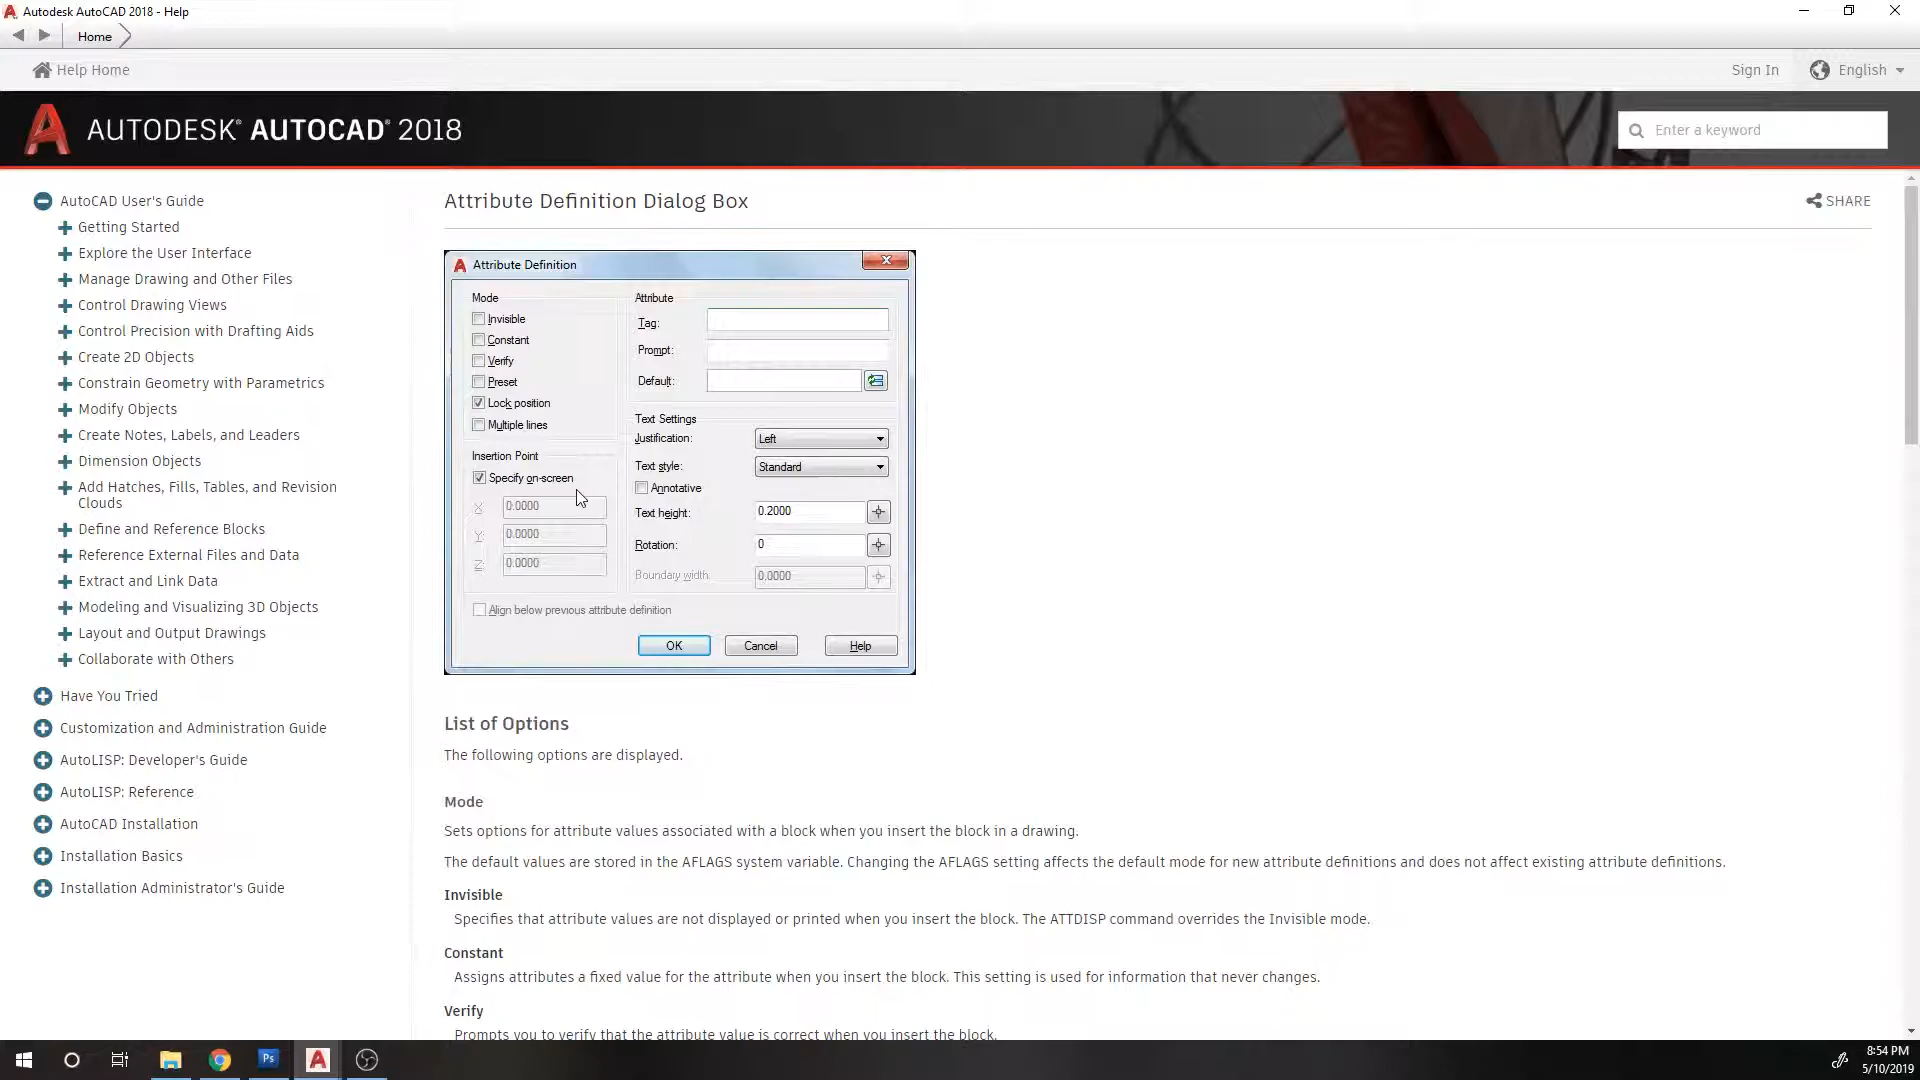 Autodesk AutoCAD 2018 - Help
Home
Help Home
Sign In
English
AUTODESK® AUTOCAD® 2018
Enter a keyword
AutoCAD User's Guide
Getting Started
Explore the User Interface
Manage Drawing and Other Files
Control Drawing Views
Control Precision with Drafting Aids
Create 2D Objects
Constrain Geometry with Parametrics
Modify Objects
Create Notes, Labels, and Leaders
Dimension Objects
Add Hatches, Fills, Tables, and Revision
Clouds
Define and Reference Blocks
Reference External Files and Data
Extract and Link Data
Modeling and Visualizing 3D Objects
Layout and Output Drawings
Collaborate with Others
Have You Tried
Customization and Administration Guide
AutoLISP: Developer's Guide
AutoLISP: Reference
AutoCAD Installation
Installation Basics
Installation Administrator's Guide
Attribute Definition Dialog Box
SHARE
Attribute Definition
Mode
Invisible
Constant
Verify
Preset
Lock position
Multiple lines
Insertion Point
Specify on-screen
X: 0.0000
Y: 0.0000
Z: 0.0000
Attribute
Tag:
Prompt:
Default:
Text Settings
Justification: Left
Text style: Standard
Annotative
Text height: 0.2000
Rotation: 0
Boundary width: 0.0000
Align below previous attribute definition
OK
Cancel
Help
List of Options
The following options are displayed.
Mode
Sets options for attribute values associated with a block when you insert the block in a drawing.
The default values are stored in the AFLAGS system variable. Changing the AFLAGS setting affects the default mode for new attribute definitions and does not affect existing attribute definitions.
Invisible
Specifies that attribute values are not displayed or printed when you insert the block. The ATTDISP command overrides the Invisible mode.
Constant
Assigns attributes a fixed value for the attribute when you insert the block. This setting is used for information that never changes.
Verify
Prompts you to verify that the attribute value is correct when you insert the block.
Ps
8:54 PM
5/10/2019